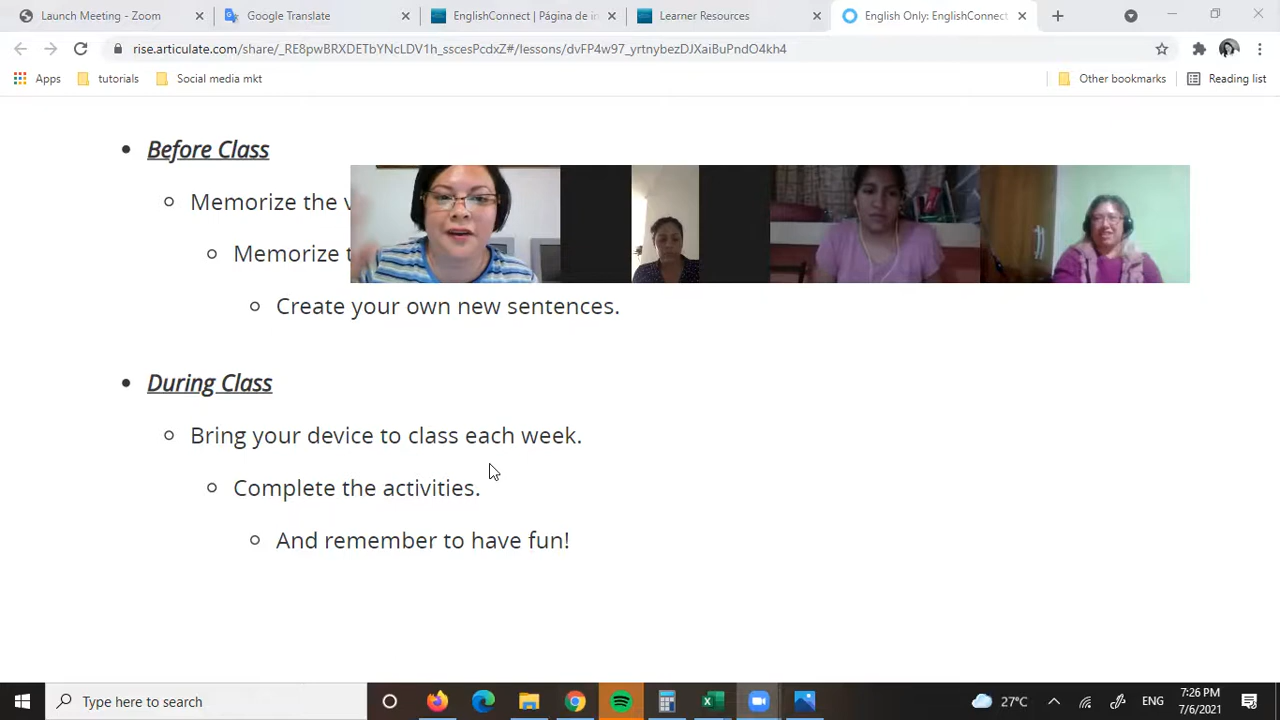 Launch Meeting - Zoom
Google Translate
EnglishConnect | Página de in
Learner Resources
English Only: EnglishConnect
rise.articulate.com/share/_RE8pwBRXDETbYNcLDV1h_sscesPcdxZ#/lessons/dvFP4w97_yrtnybezDJXaiBuPndO4kh4
Apps
tutorials
Social media mkt
Other bookmarks
Reading list
Before Class
Memorize the
Memorize
Create your own new sentences.
During Class
Bring your device to class each week.
Complete the activities.
And remember to have fun!
Type here to search
27°C
ENG
7:26 PM
7/6/2021